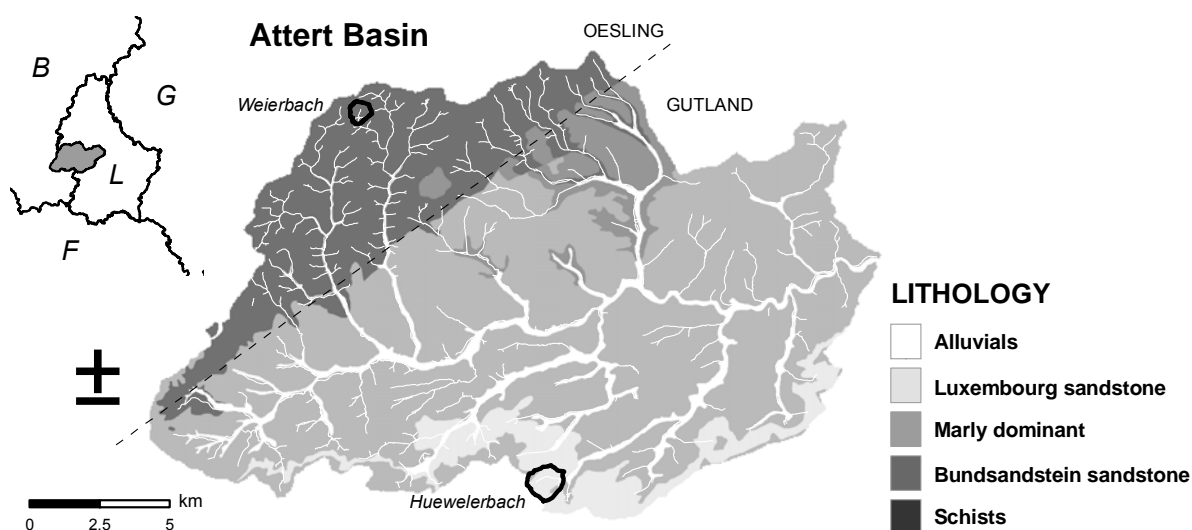 Attert Basin
OESLING
GUTLAND
B
G
L
F
Weierbach
Huewelerbach
km
0 2.5 5
LITHOLOGY
Alluvials
Luxembourg sandstone
Marly dominant
Bundsandstein sandstone
Schists